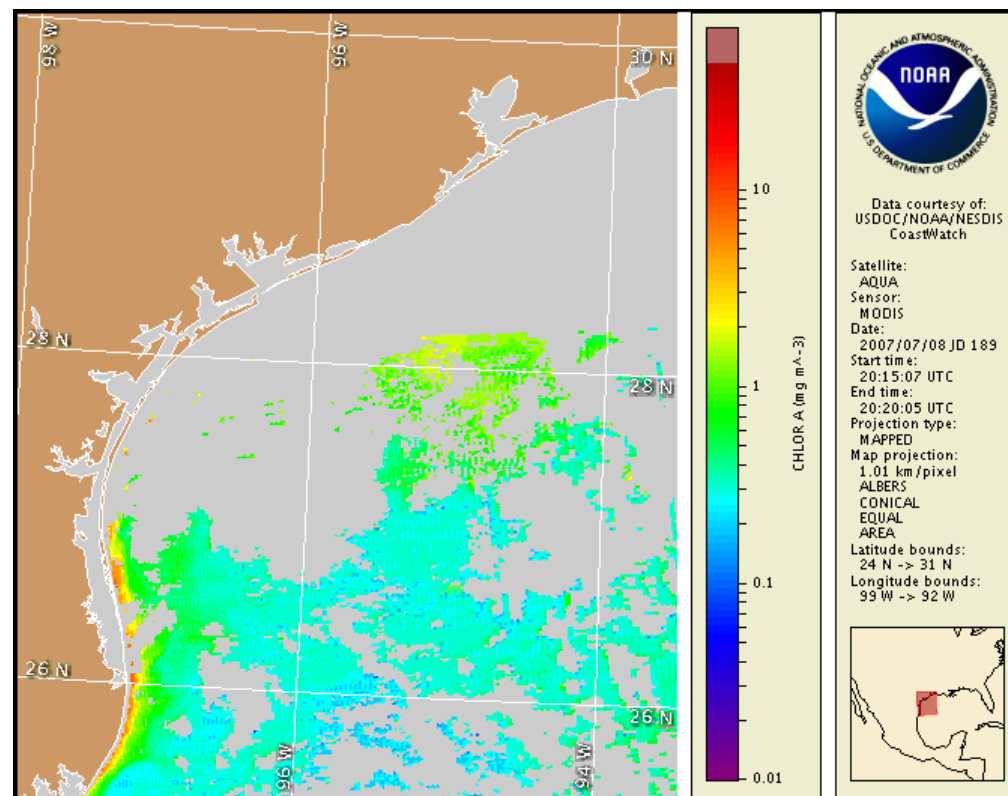 98 W
96 W
30 N
28 N
28 N
26 N
26 N
96 W
94 W
10
1
0.1
0.01
CHLOR A (mg m^-3)
NATIONAL OCEANIC AND ATMOSPHERIC ADMINISTRATION
NOAA
U.S. DEPARTMENT OF COMMERCE
Data courtesy of:
USDOC/NOAA/NESDIS
CoastWatch
Satellite:
AQUA
Sensor:
MODIS
Date:
2007/07/08 JD 189
Start time:
20:15:07 UTC
End time:
20:20:05 UTC
Projection type:
MAPPED
Map projection:
1.01 km/pixel
ALBERS
CONICAL
EQUAL
AREA
Latitude bounds:
24 N -> 31 N
Longitude bounds:
99 W -> 92 W